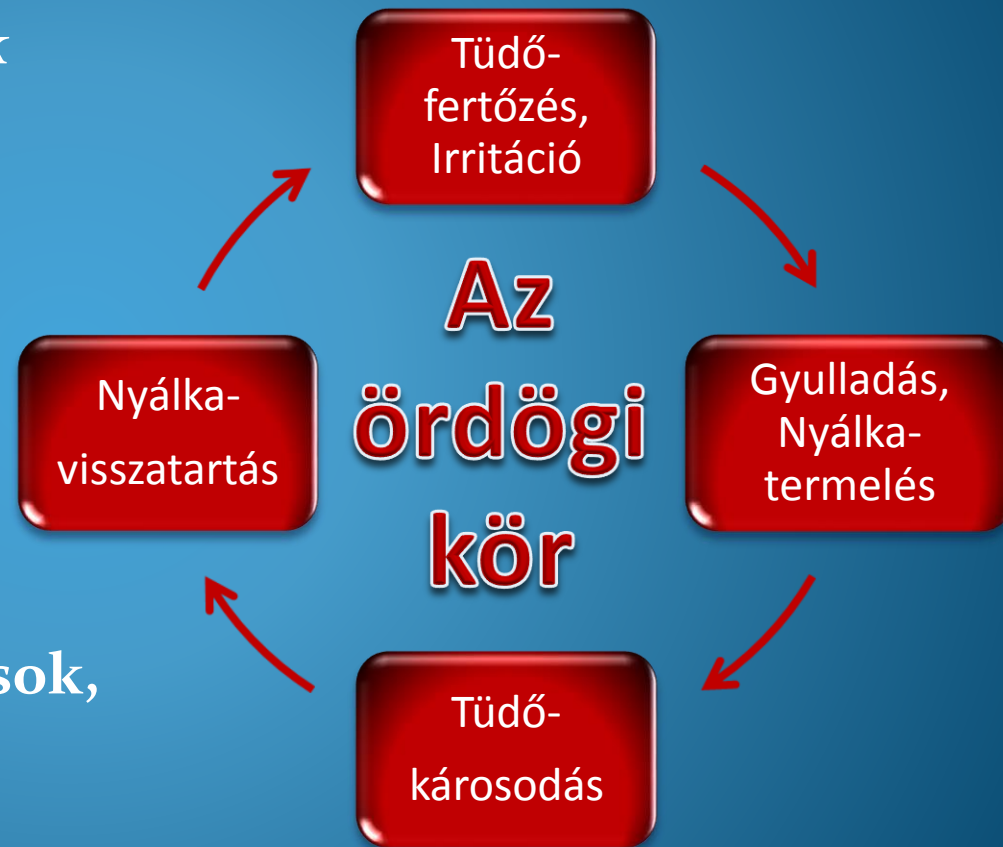 Tüdő-
fertőzés,
Irritáció
Az
ördögi
kör
Gyulladás,
Nyálka-
termelés
Nyálka-
visszatartás
sok,
Tüdő-
károsodás